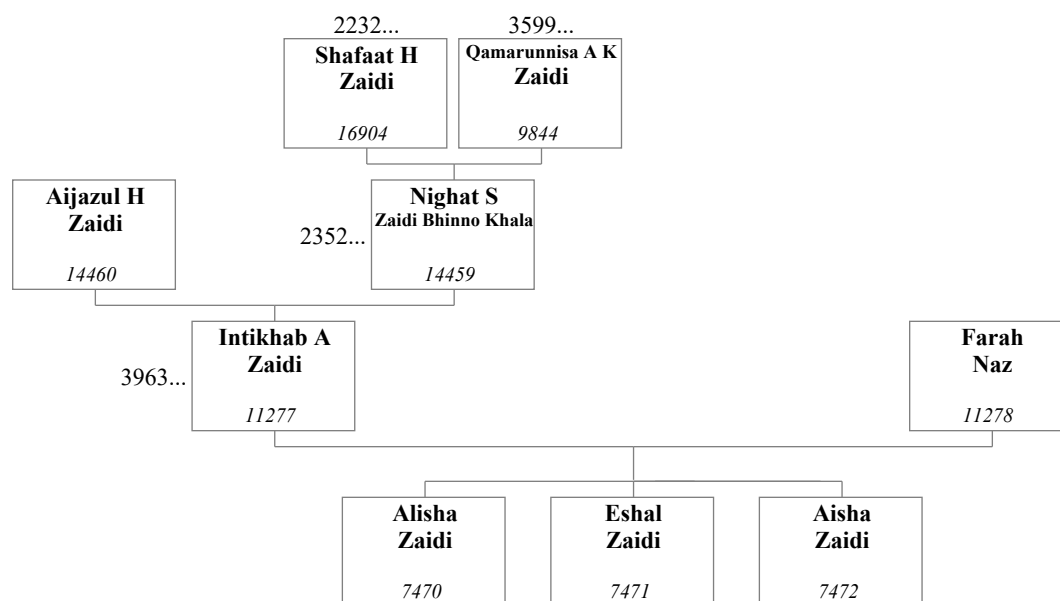 2232...
3599...
Shafaat H
Zaidi
16904
Qamarunnisa A K
Zaidi
9844
Aijazul H
Zaidi
14460
2352...
Nighat S
Zaidi Bhinno Khala
14459
3963...
Intikhab A
Zaidi
11277
Farah
Naz
11278
Alisha
Zaidi
7470
Eshal
Zaidi
7471
Aisha
Zaidi
7472